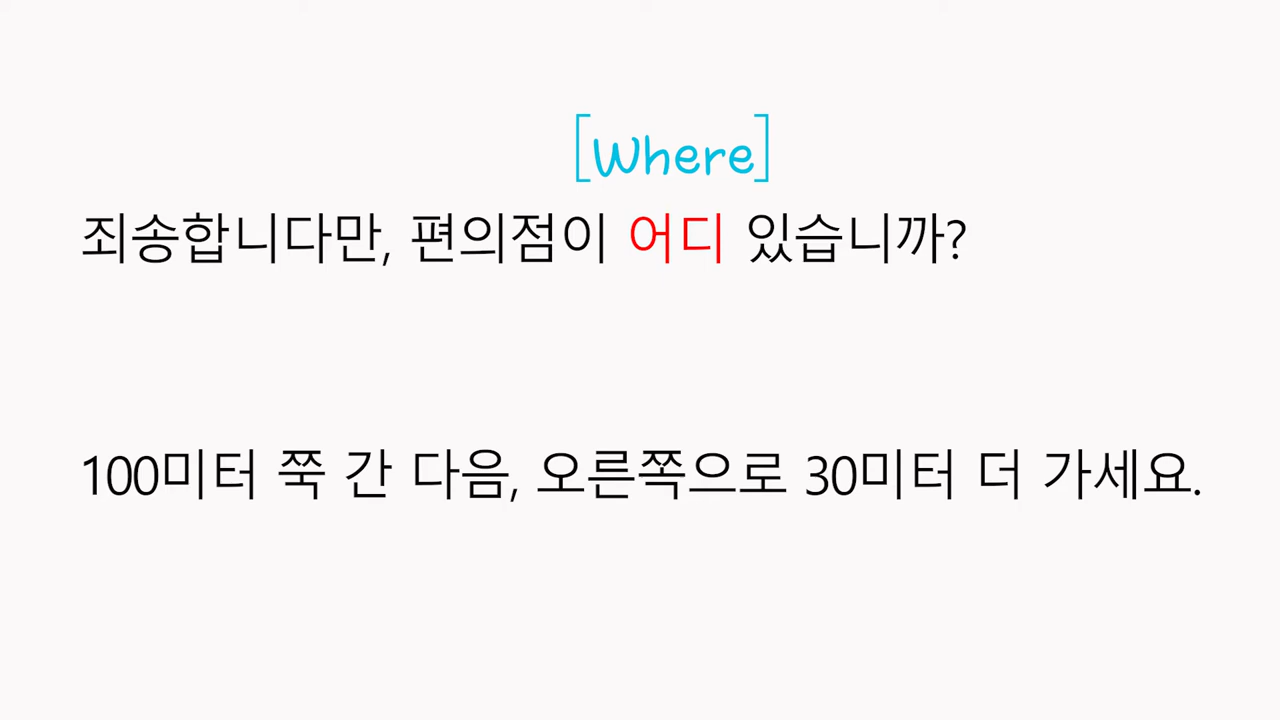 [Where]
죄송합니다만, 편의점이 어디 있습니까?
100미터 쭉 간 다음, 오른쪽으로 30미터 더 가세요.